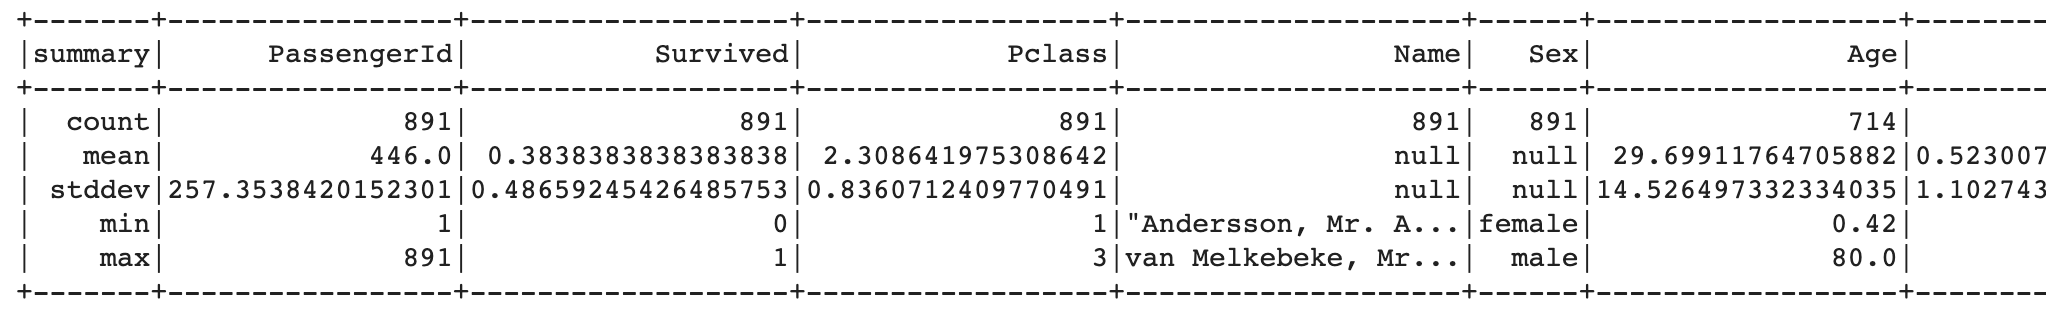 +-------+-----------------+-------------------+------------------+--------------------+------+------------------+--------
|summary|      PassengerId|           Survived|            Pclass|                Name|   Sex|               Age|
+-------+-----------------+-------------------+------------------+--------------------+------+------------------+--------
|  count|              891|                891|               891|                 891|   891|               714|
|   mean|            446.0| 0.3838383838383838| 2.308641975308642|                null|  null| 29.69911764705882|0.523007
| stddev|257.3538420152301|0.48659245426485753|0.8360712409770491|                null|  null|14.526497332334035|1.102743
|    min|                1|                  0|                 1|"Andersson, Mr. A...|female|              0.42|
|    max|              891|                  1|                 3|van Melkebeke, Mr...|  male|              80.0|
+-------+-----------------+-------------------+------------------+--------------------+------+------------------+--------